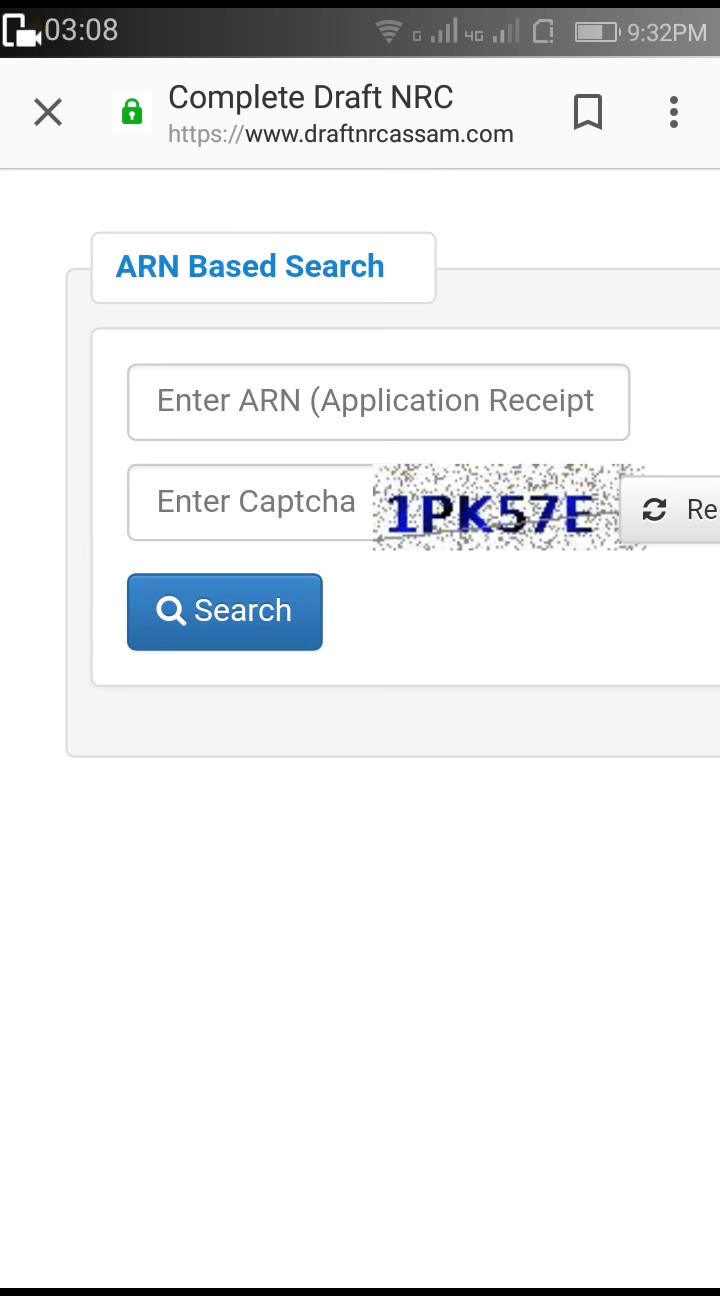 03:08 G 4G 9:32PM
Complete Draft NRC
https://www.draftnrcassam.com
ARN Based Search
Enter ARN (Application Receipt
Enter Captcha 1PK57E Re
Search